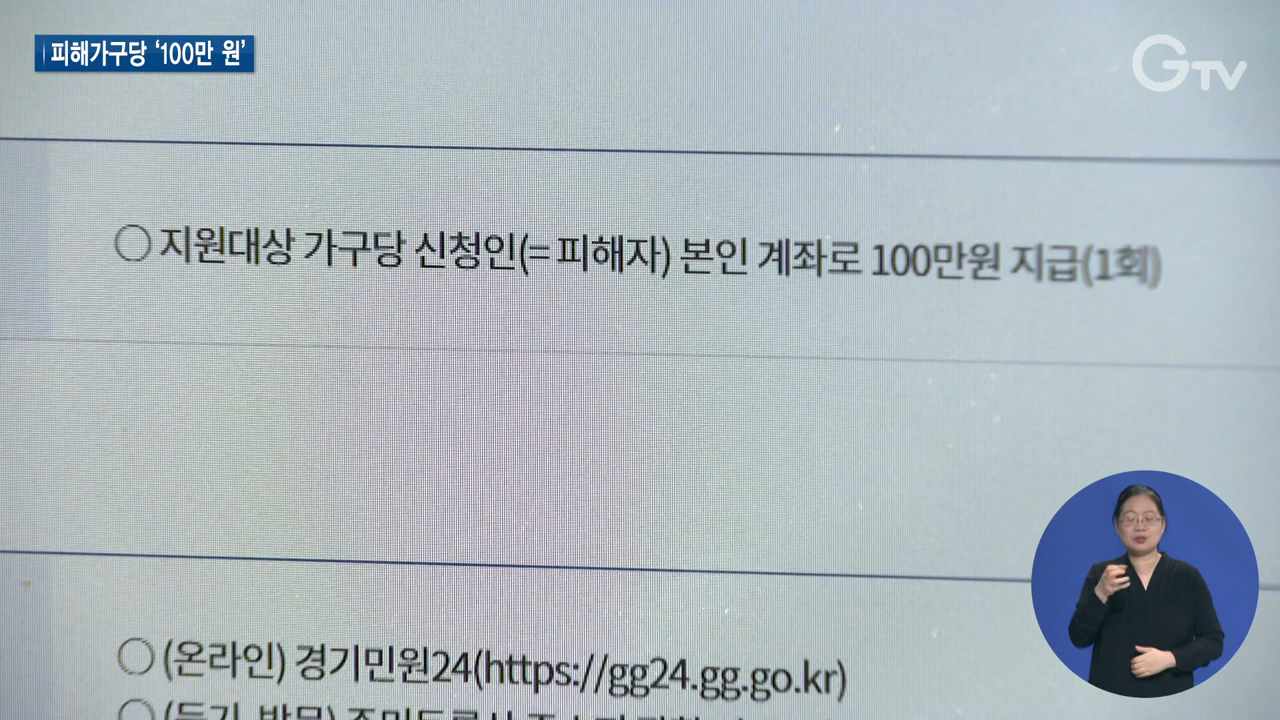 피해가구당 ‘100만 원’
GTV
○ 지원대상 가구당 신청인(= 피해자) 본인 계좌로 100만원 지급(1회)
○ (온라인) 경기민원24(https://gg24.gg.go.kr)